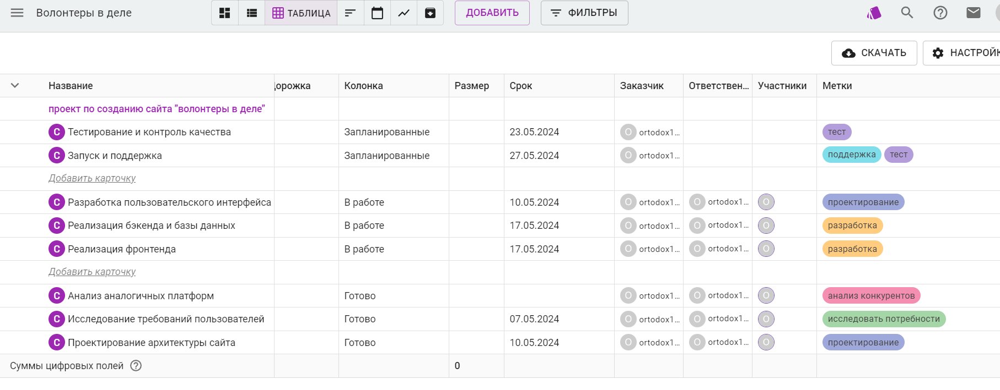 Волонтеры в деле ТАБЛИЦА ДОБАВИТЬ ФИЛЬТРЫ
СКАЧАТЬ НАСТРОЙК
Название Дорожка Колонка Размер Срок Заказчик Ответствен... Участники Метки
проект по созданию сайта "волонтеры в деле"
С Тестирование и контроль качества Запланированные 23.05.2024 O ortodox1... тест
С Запуск и поддержка Запланированные 27.05.2024 O ortodox1... поддержка тест
Добавить карточку
С Разработка пользовательского интерфейса В работе 10.05.2024 O ortodox1... O ortodox1... O проектирование
С Реализация бэкенда и базы данных В работе 17.05.2024 O ortodox1... O ortodox1... O разработка
С Реализация фронтенда В работе 17.05.2024 O ortodox1... O ortodox1... O разработка
Добавить карточку
С Анализ аналогичных платформ Готово O ortodox1... O ortodox1... O анализ конкурентов
С Исследование требований пользователей Готово 07.05.2024 O ortodox1... O ortodox1... O исследовать потребности
С Проектирование архитектуры сайта Готово 10.05.2024 O ortodox1... O ortodox1... O проектирование
Суммы цифровых полей ? 0